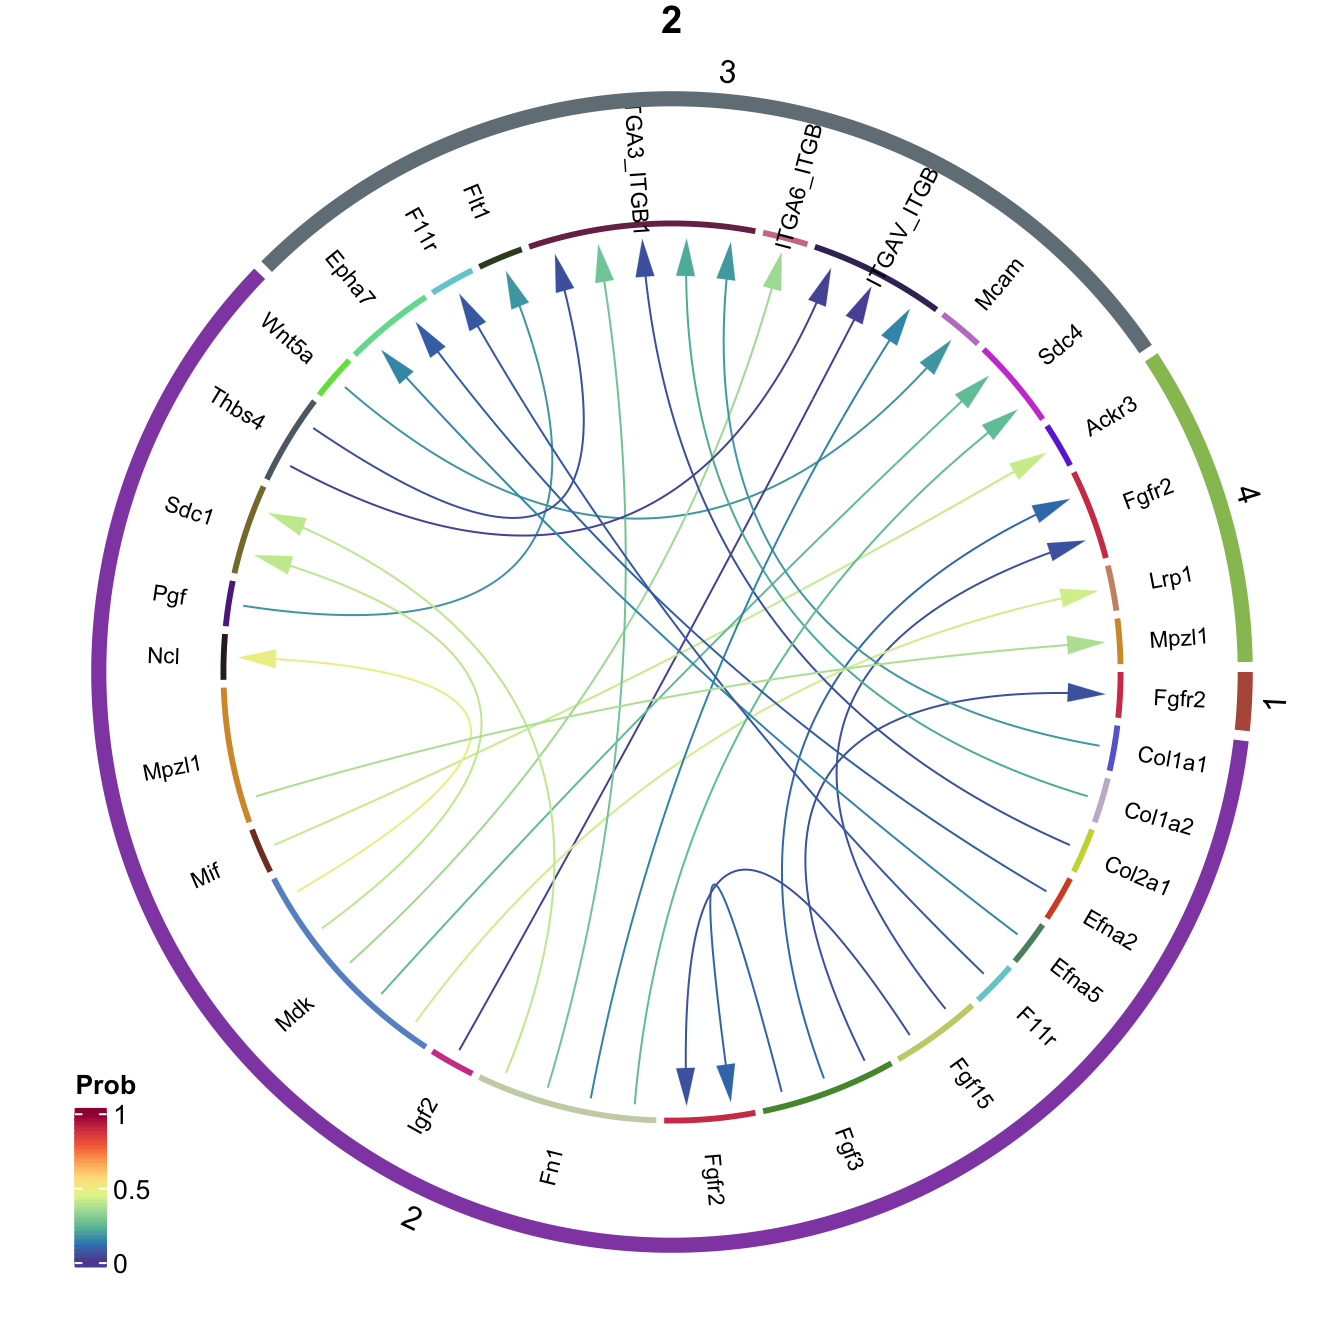 2
3
4
1
2
TGA3_ITGB1
ITGA6_ITGB
ITGAV_ITGB
Mcam
Sdc4
Ackr3
Fgfr2
Lrp1
Mpzl1
Fgfr2
Col1a1
Col1a2
Col2a1
Efna2
Efna5
F11r
Fgf15
Fgf3
Fgfr2
Fn1
Igf2
Mdk
Mif
Mpzl1
Ncl
Pgf
Sdc1
Thbs4
Wnt5a
Epha7
F11r
Flt1
Prob
1
0.5
0